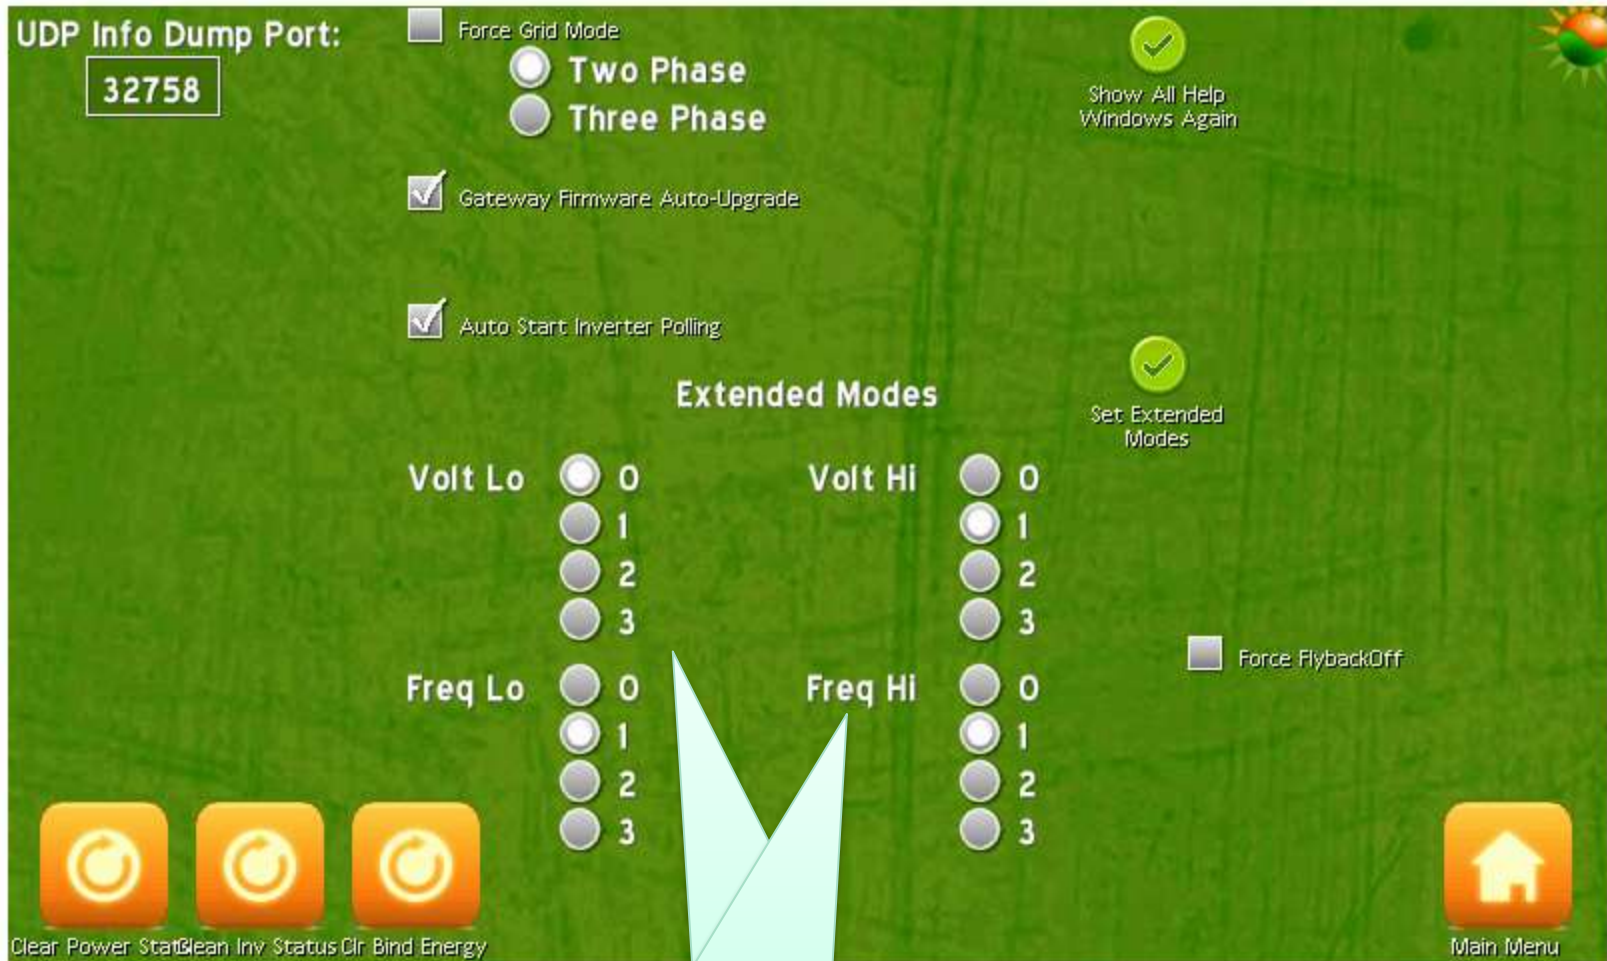 UDP Info Dump Port:
32758
Force Grid Mode
Two Phase
Three Phase
Show All Help
Windows Again
Gateway Firmware Auto-Upgrade
Auto Start Inverter Polling
Extended Modes
Set Extended
Modes
Volt Lo
0
1
2
3
Volt Hi
0
1
2
3
Force FlybackOff
Freq Lo
0
1
2
3
Freq Hi
0
1
2
3
Clear Power
Clean Inv Status
Clr Bind Energy
Main Menu